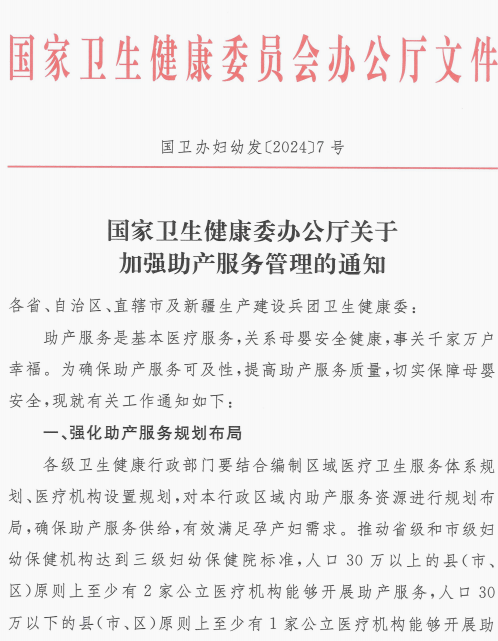 国家卫生健康委员会办公厅文件
国卫办妇幼发〔2024〕7 号
国家卫生健康委办公厅关于
加强助产服务管理的通知
各省、自治区、直辖市及新疆生产建设兵团卫生健康委：
助产服务是基本医疗服务，关系母婴安全健康，事关千家万户
幸福。为确保助产服务可及性，提高助产服务质量，切实保障母婴
安全，现就有关工作通知如下：
一、强化助产服务规划布局
各级卫生健康行政部门要结合编制区域医疗卫生服务体系规
划、医疗机构设置规划，对本行政区域内助产服务资源进行规划布
局，确保助产服务供给，有效满足孕产妇需求。推动省级和市级妇
幼保健机构达到三级妇幼保健院标准，人口 30 万以上的县（市、
区）原则上至少有 2 家公立医疗机构能够开展助产服务，人口 30
万以下的县（市、区）原则上至少有 1 家公立医疗机构能够开展助